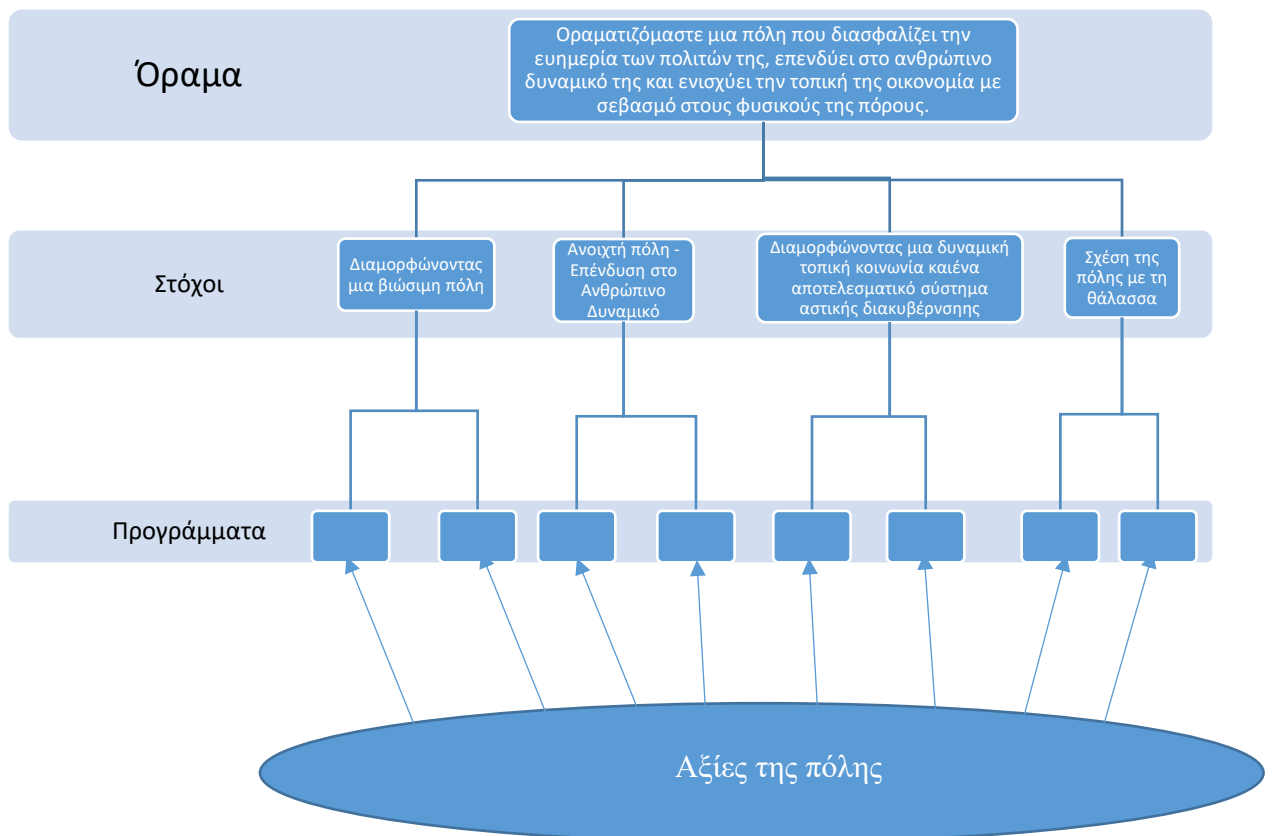 Όραμα
Οραματιζόμαστε μια πόλη που διασφαλίζει την
ευημερία των πολιτών της, επενδύει στο ανθρώπινο
δυναμικό της και ενισχύει την τοπική της οικονομία με
σεβασμό στους φυσικούς της πόρους.
Στόχοι
Διαμορφώνοντας
μια βιώσιμη πόλη
Ανοιχτή πόλη -
Επένδυση στο
Ανθρώπινο
Δυναμικό
Διαμορφώνοντας μια δυναμική
τοπική κοινωνία καιένα
αποτελεσματικό σύστημα
αστικής διακυβέρνσηης
Σχέση της
πόλης με τη
θάλασσα
Προγράμματα
Αξίες της πόλης